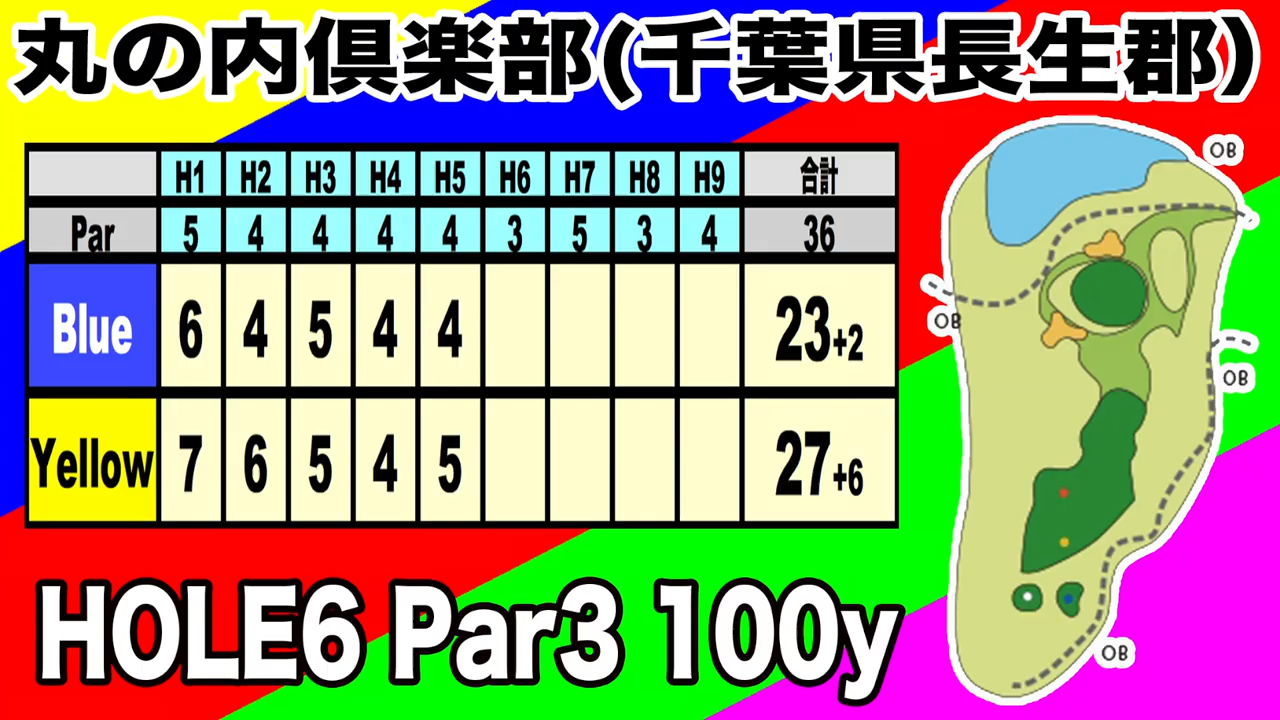 丸の内倶楽部(千葉県長生郡)
H1 H2 H3 H4 H5 H6 H7 H8 H9 合計
Par 5 4 4 4 4 3 5 3 4 36
Blue 6 4 5 4 4 23+2
Yellow 7 6 5 4 5 27+6
HOLE6 Par3 100y
OB
OB
OB
OB